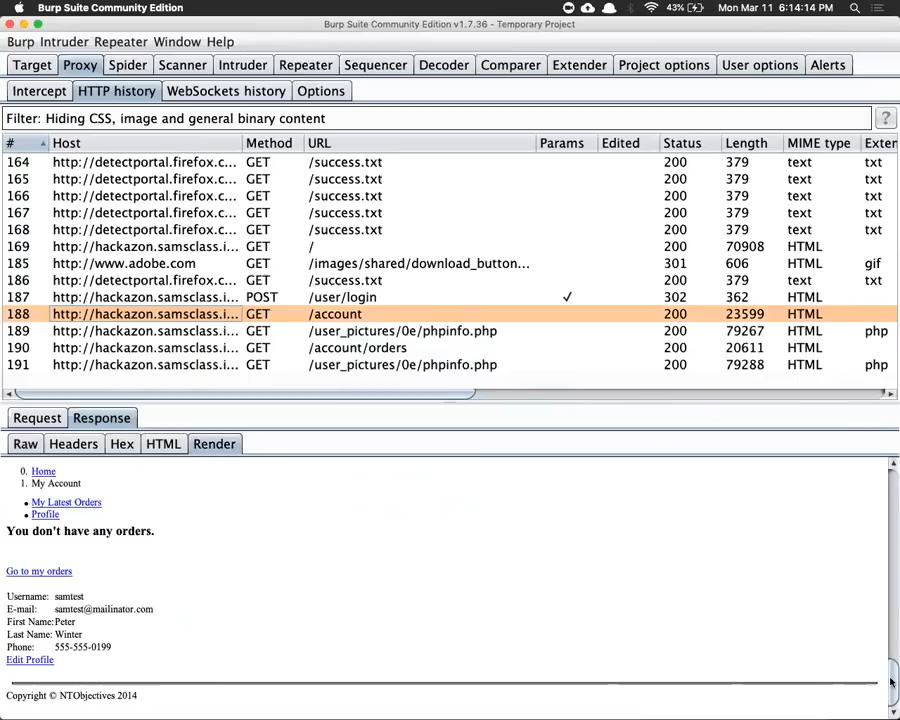 Burp Suite Community Edition 43% Mon Mar 11 6:14:14 PM
Burp Suite Community Edition v1.7.36 - Temporary Project
Burp Intruder Repeater Window Help
Target Proxy Spider Scanner Intruder Repeater Sequencer Decoder Comparer Extender Project options User options Alerts
Intercept HTTP history WebSockets history Options
Filter: Hiding CSS, image and general binary content ?
# Host Method URL Params Edited Status Length MIME type Exter
164 http://detectportal.firefox.c... GET /success.txt 200 379 text txt
165 http://detectportal.firefox.c... GET /success.txt 200 379 text txt
166 http://detectportal.firefox.c... GET /success.txt 200 379 text txt
167 http://detectportal.firefox.c... GET /success.txt 200 379 text txt
168 http://detectportal.firefox.c... GET /success.txt 200 379 text txt
169 http://hackazon.samsclass.i... GET / 200 70908 HTML
185 http://www.adobe.com GET /images/shared/download_button... 301 606 HTML gif
186 http://detectportal.firefox.c... GET /success.txt 200 379 text txt
187 http://hackazon.samsclass.i... POST /user/login ✓ 302 362 HTML
188 http://hackazon.samsclass.i... GET /account 200 23599 HTML
189 http://hackazon.samsclass.i... GET /user_pictures/0e/phpinfo.php 200 79267 HTML php
190 http://hackazon.samsclass.i... GET /account/orders 200 20611 HTML
191 http://hackazon.samsclass.i... GET /user_pictures/0e/phpinfo.php 200 79288 HTML php
Request Response
Raw Headers Hex HTML Render
0. Home
1. My Account
• My Latest Orders
• Profile
You don't have any orders.
Go to my orders
Username: samtest
E-mail: samtest@mailinator.com
First Name: Peter
Last Name: Winter
Phone: 555-555-0199
Edit Profile
Copyright © NTObjectives 2014